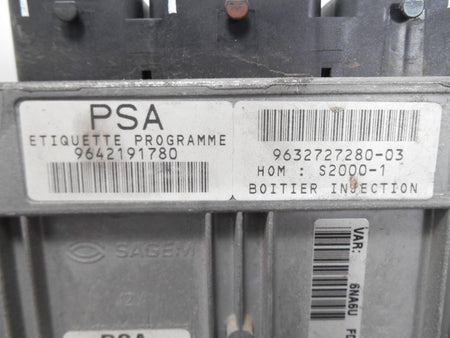 PSA
ETIQUETTE PROGRAMME
9642191780
9632727280-03
HOM : S2000-1
BOITIER INJECTION
SAGEM
VAR:
6NA6U
PSA